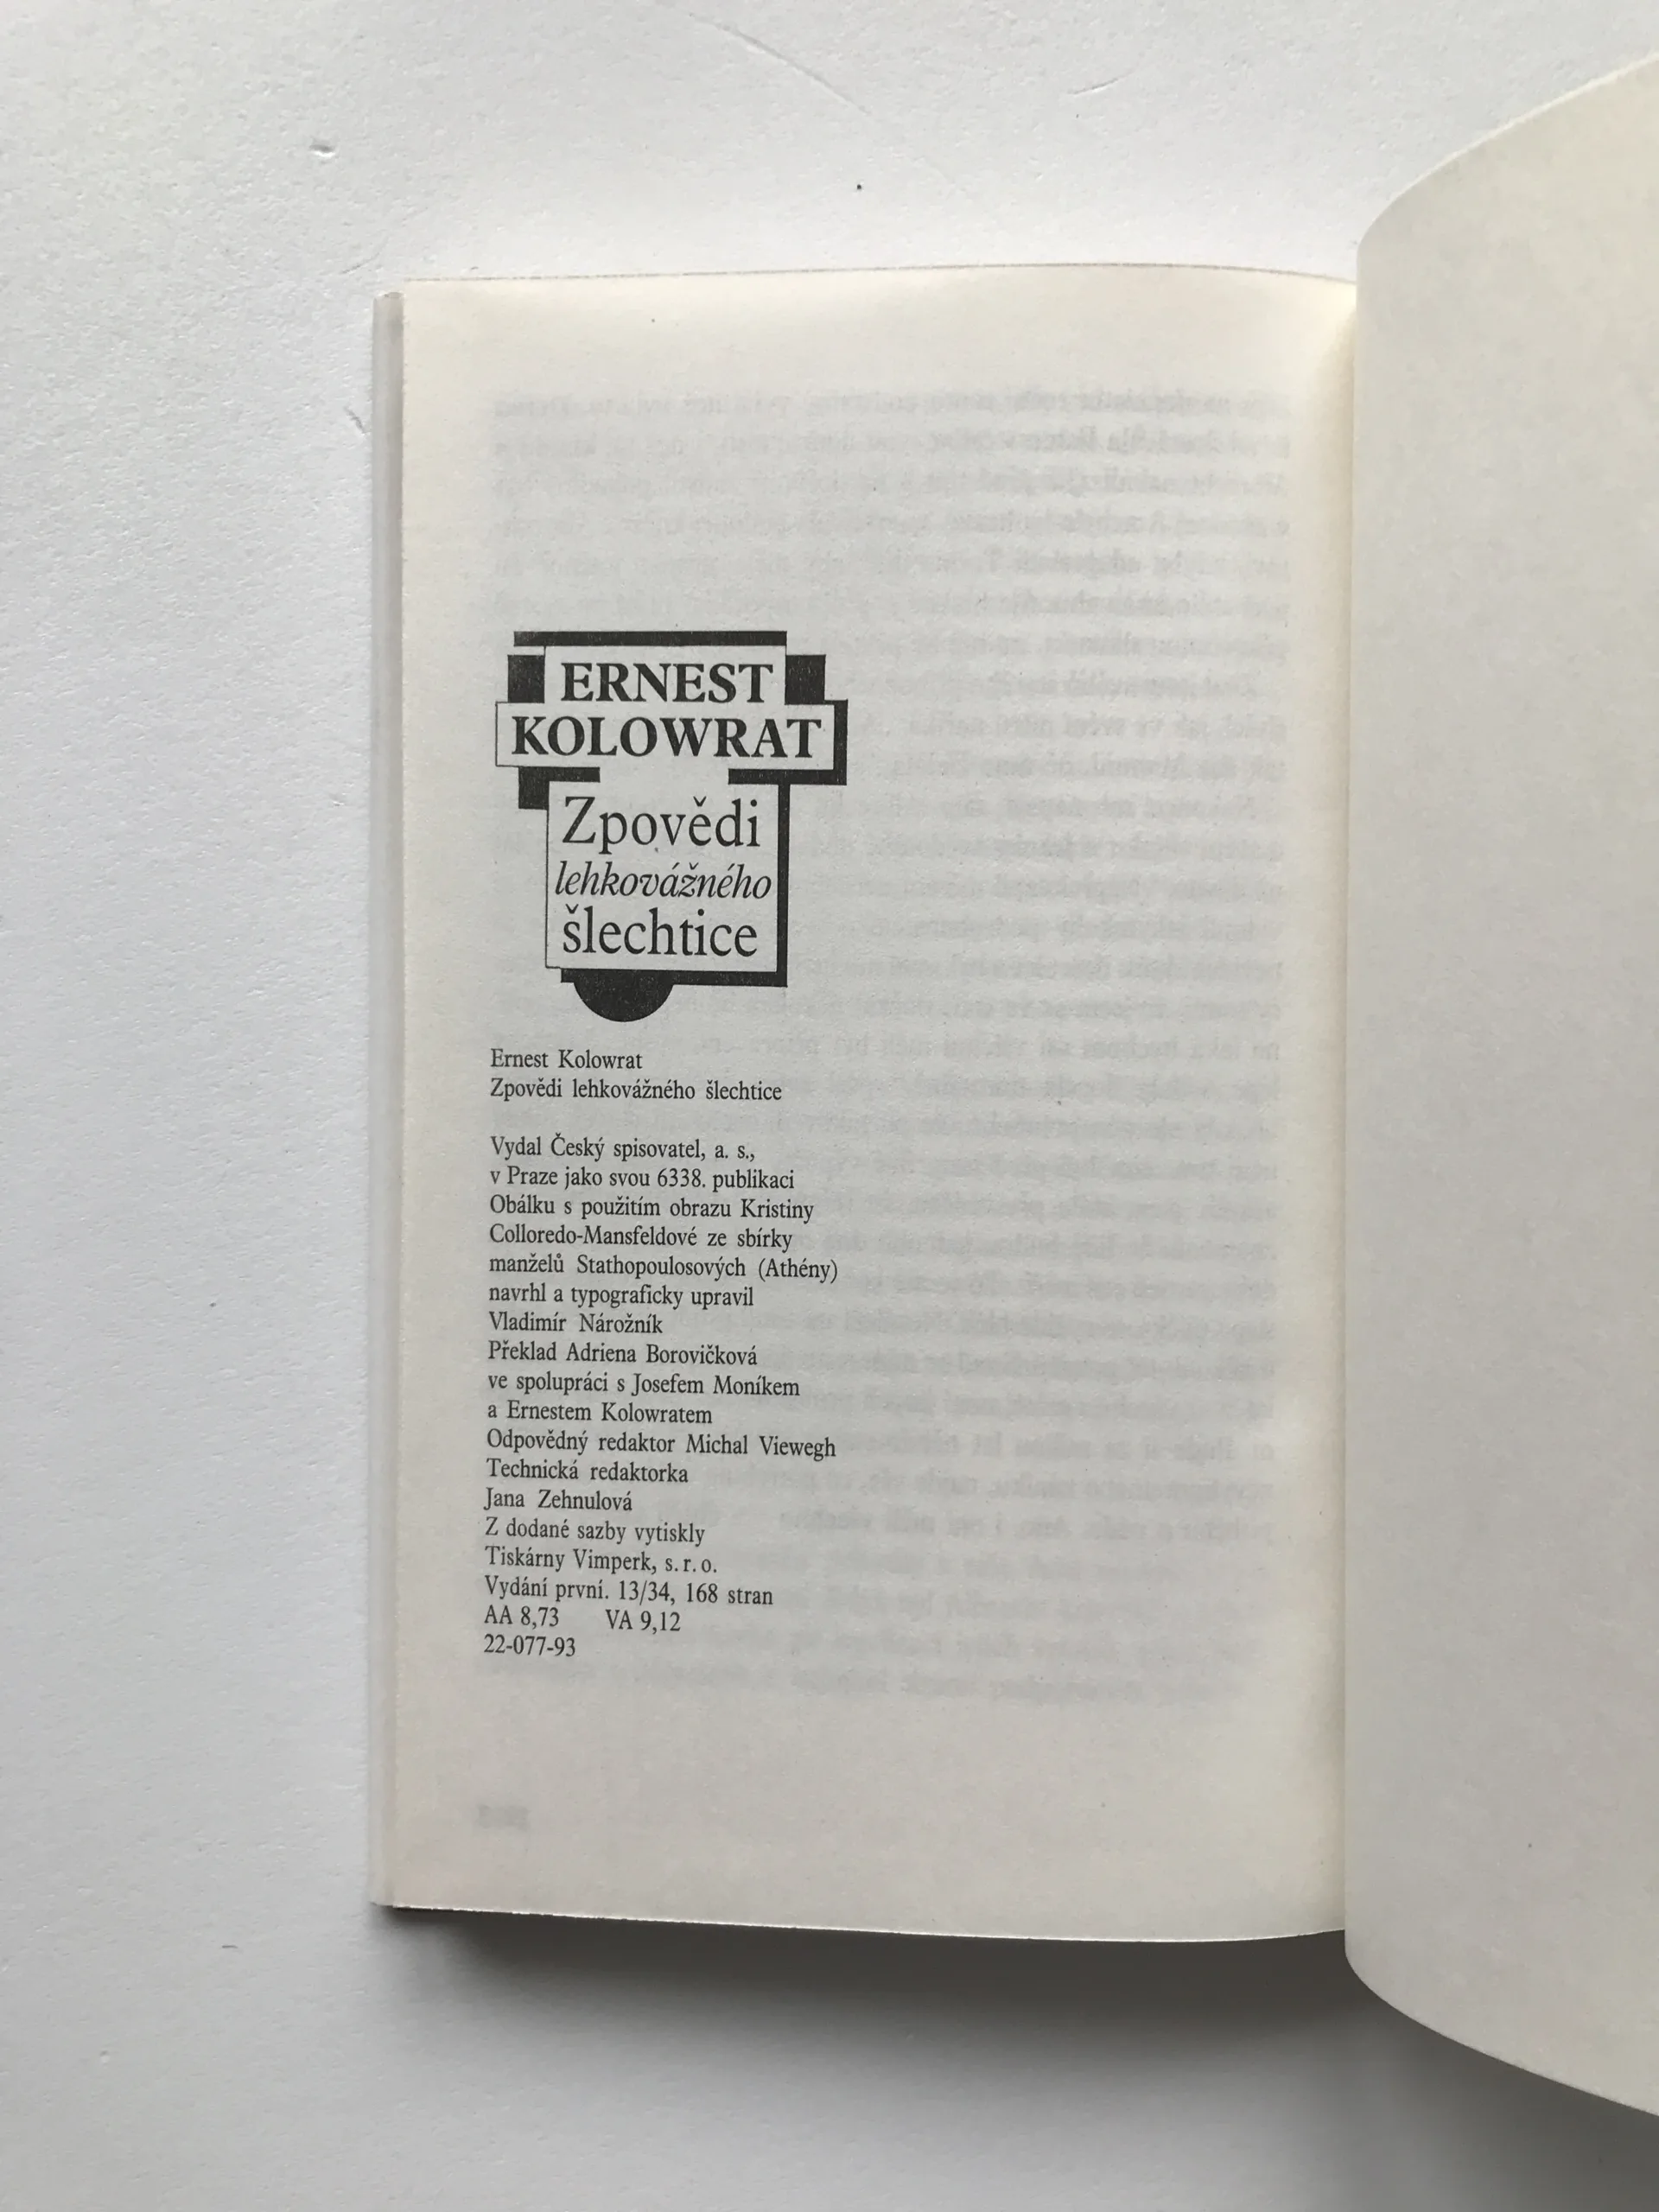 ERNEST
KOLOWRAT
Zpovědi
lehkovážného
šlechtice
Ernest Kolowrat
Zpovědi lehkovážného šlechtice
Vydal Český spisovatel, a. s.,
v Praze jako svou 6338. publikaci
Obálku s použitím obrazu Kristiny
Colloredo-Mansfeldové ze sbírky
manželů Stathopoulosových (Athény)
navrhl a typograficky upravil
Vladimír Nárožník
Překlad Adriena Borovičková
ve spolupráci s Josefem Moníkem
a Ernestem Kolowratem
Odpovědný redaktor Michal Viewegh
Technická redaktorka
Jana Zehnulová
Z dodané sazby vytiskly
Tiskárny Vimperk, s. r. o.
Vydání první. 13/34, 168 stran
AA 8,73 VA 9,12
22-077-93